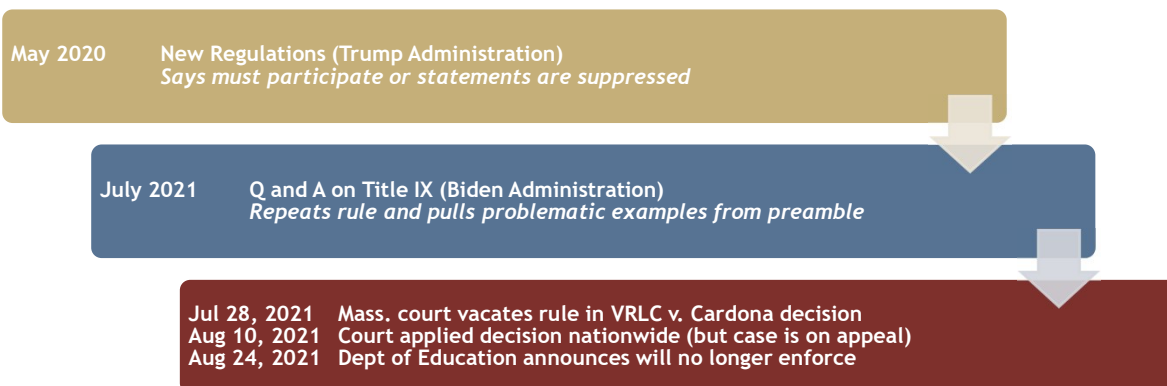 May 2020 New Regulations (Trump Administration)
Says must participate or statements are suppressed
July 2021 Q and A on Title IX (Biden Administration)
Repeats rule and pulls problematic examples from preamble
Jul 28, 2021 Mass. court vacates rule in VRLC v. Cardona decision
Aug 10, 2021 Court applied decision nationwide (but case is on appeal)
Aug 24, 2021 Dept of Education announces will no longer enforce